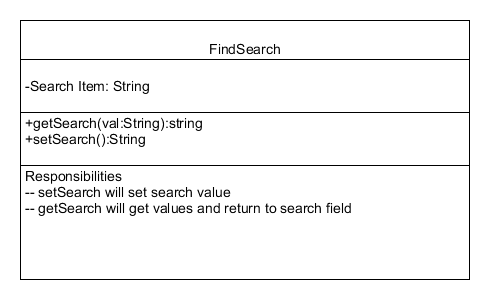 FindSearch
-Search Item: String
+getSearch(val:String):string
+setSearch():String
Responsibilities
-- setSearch will set search value
-- getSearch will get values and return to search field